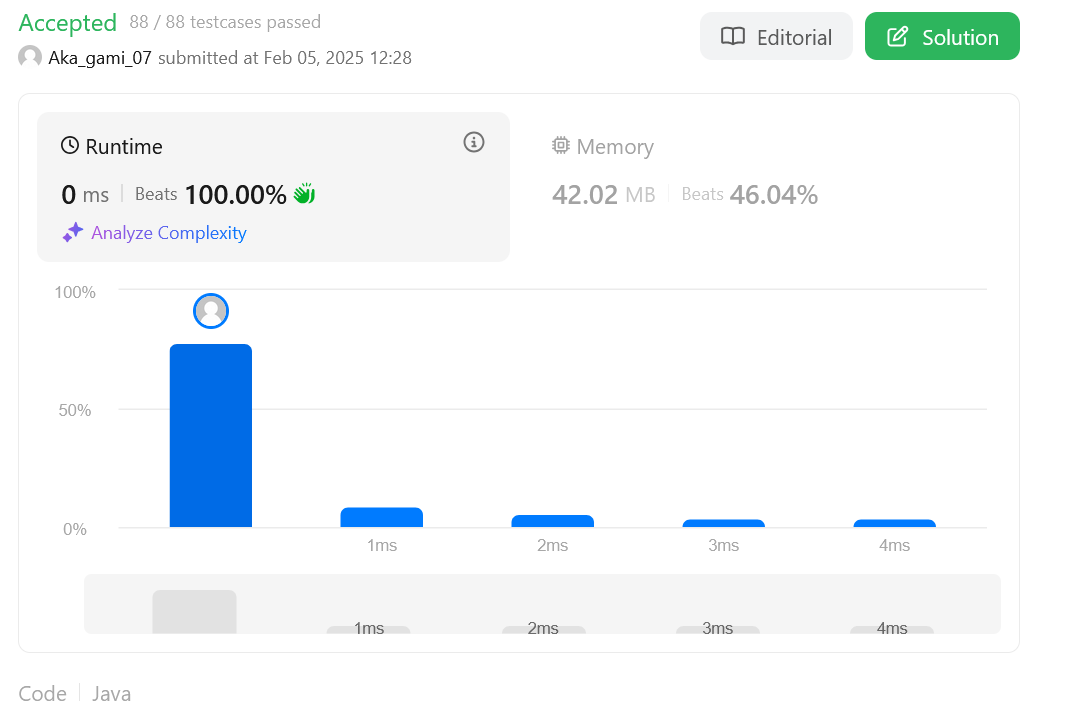 Accepted 88 / 88 testcases passed
Editorial
Solution
Aka_gami_07 submitted at Feb 05, 2025 12:28
Runtime
0 ms Beats 100.00%
Analyze Complexity
Memory
42.02 MB Beats 46.04%
100%
50%
0%
1ms 2ms 3ms 4ms
1ms 2ms 3ms 4ms
Code Java